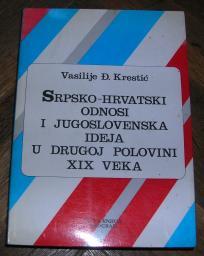 Vasilije Đ. Krestić
SRPSKO-HRVATSKI
ODNOSI
I JUGOSLOVENSKA
IDEJA
U DRUGOJ POLOVINI
XIX VEKA